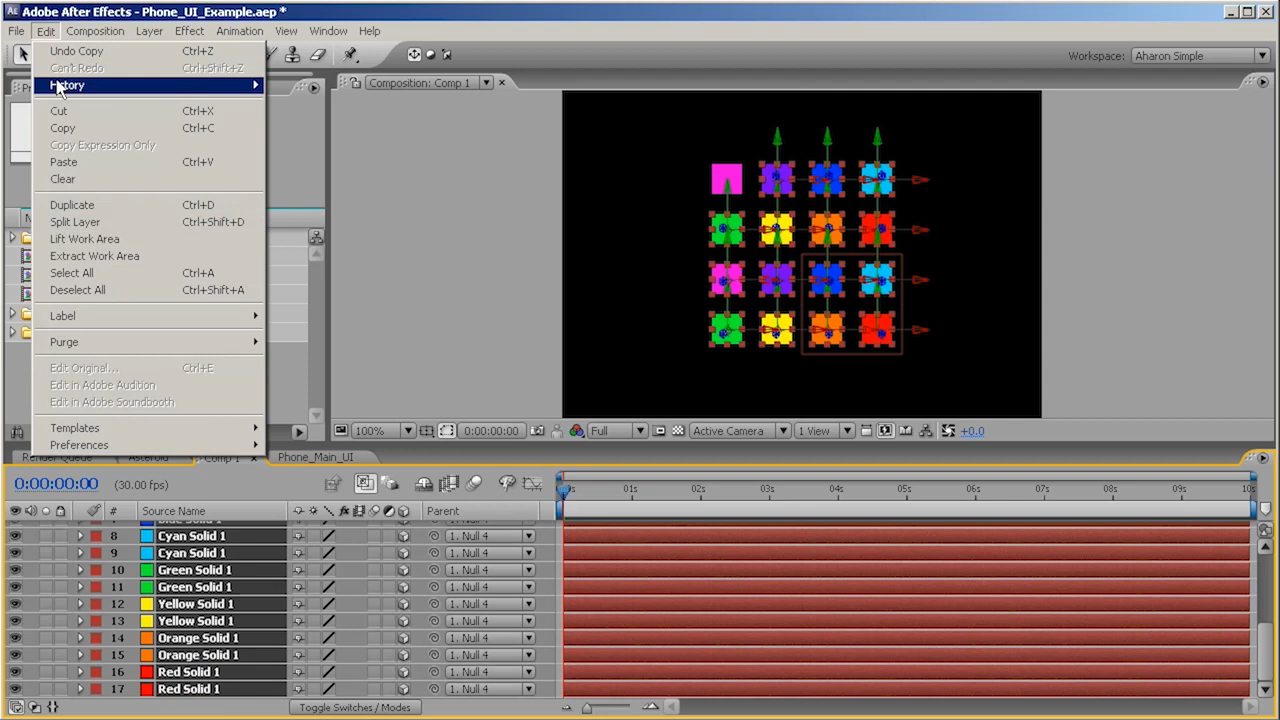 Adobe After Effects - Phone_UI_Example.aep *
File Edit Composition Layer Effect Animation View Window Help
Workspace: Aharon Simple
Undo Copy Ctrl+Z
Can't Redo Ctrl+Shift+Z
History
Cut Ctrl+X
Copy Ctrl+C
Copy Expression Only
Paste Ctrl+V
Clear
Duplicate Ctrl+D
Split Layer Ctrl+Shift+D
Lift Work Area
Extract Work Area
Select All Ctrl+A
Deselect All Ctrl+Shift+A
Label
Purge
Edit Original... Ctrl+E
Edit in Adobe Audition
Edit in Adobe Soundbooth
Templates
Preferences
Composition: Comp 1
100% 0:00:00:00 Full Active Camera 1 View +0.0
Render Queue Asteroid Comp 1 Phone_Main_UI
0:00:00:00 (30.00 fps)
01s 02s 03s 04s 05s 06s 07s 08s 09s 10s
# Source Name Parent
Blue Solid 1
8 Cyan Solid 1 1. Null 4
9 Cyan Solid 1 1. Null 4
10 Green Solid 1 1. Null 4
11 Green Solid 1 1. Null 4
12 Yellow Solid 1 1. Null 4
13 Yellow Solid 1 1. Null 4
14 Orange Solid 1 1. Null 4
15 Orange Solid 1 1. Null 4
16 Red Solid 1 1. Null 4
17 Red Solid 1 1. Null 4
Toggle Switches / Modes